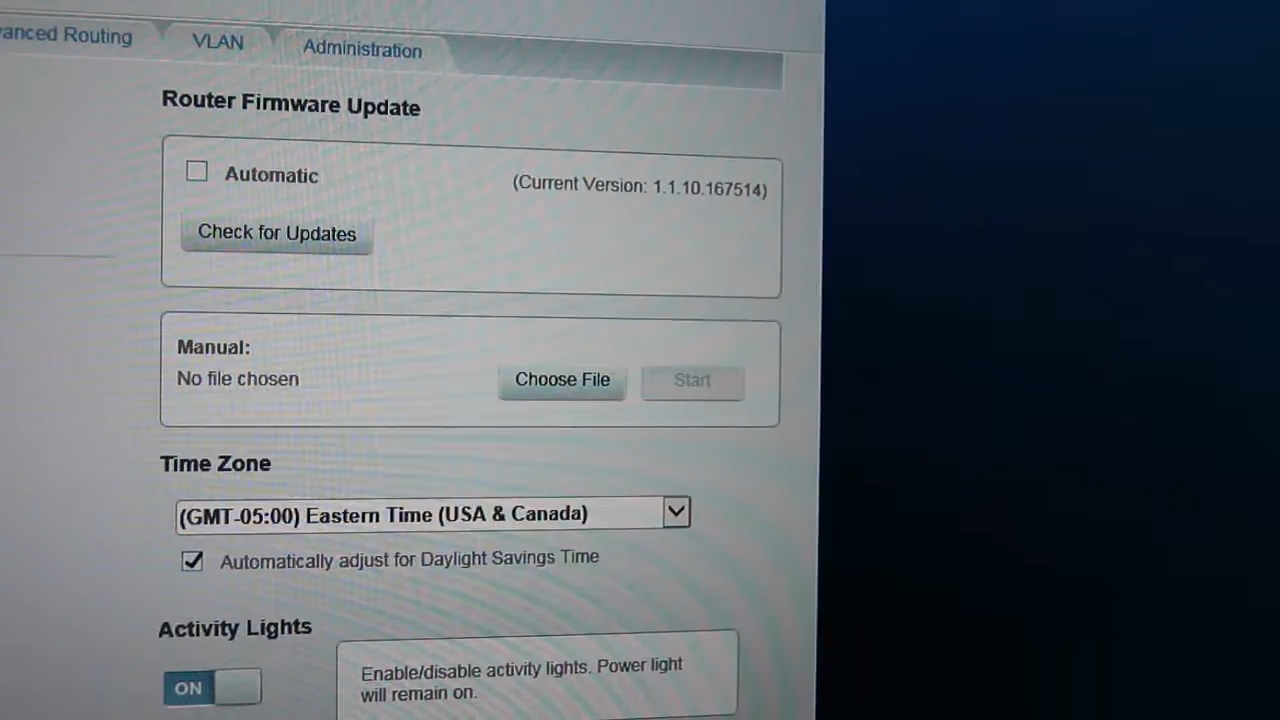 anced Routing
VLAN
Administration
Router Firmware Update
Automatic
(Current Version: 1.1.10.167514)
Check for Updates
Manual:
No file chosen
Choose File
Start
Time Zone
(GMT-05:00) Eastern Time (USA & Canada)
Automatically adjust for Daylight Savings Time
Activity Lights
ON
Enable/disable activity lights. Power light
will remain on.